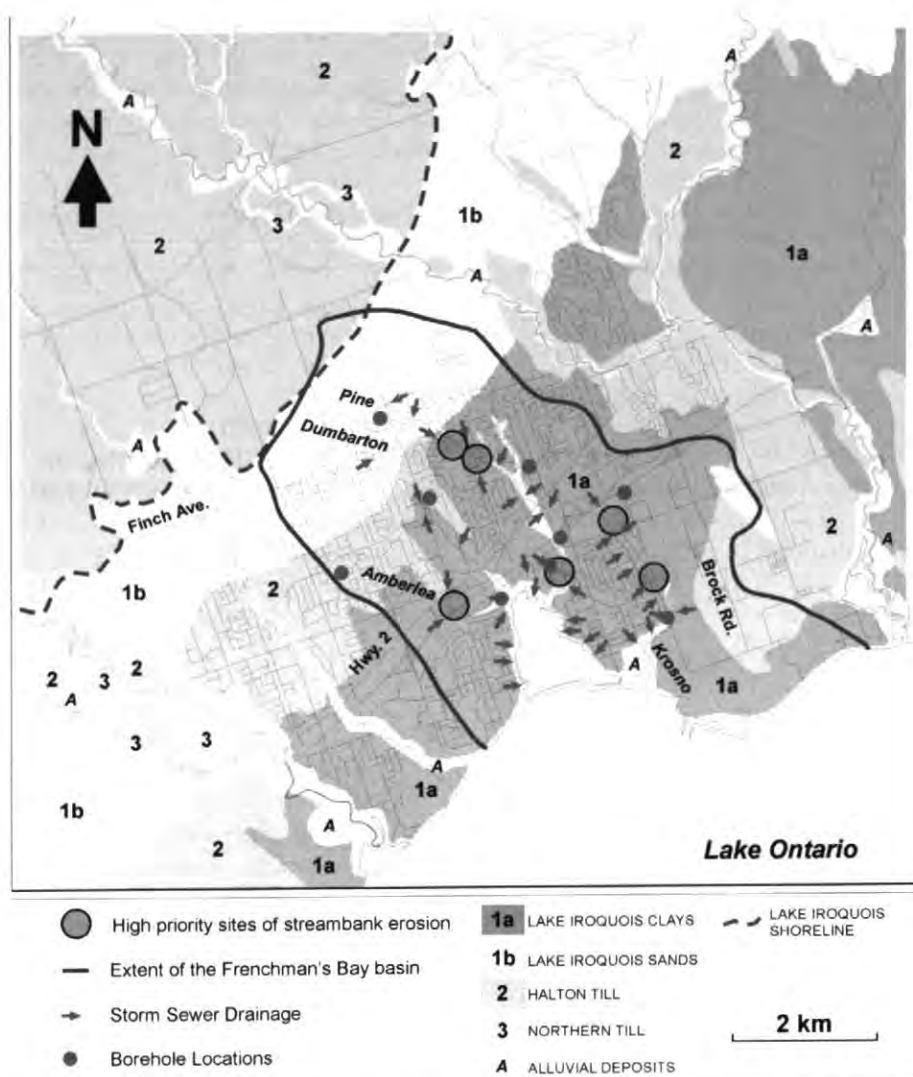 2
A
N
3
2
3
1b
2
1a
A
A
Pine
Dumbarton
A
Finch Ave.
1a
2
1b
2
Amberlea
Brock Rd.
A
Hwy. 2
2
3
2
A
A
Krosno
1a
3
3
A
1b
1a
A
2
1a
Lake Ontario
High priority sites of streambank erosion
Extent of the Frenchman's Bay basin
Storm Sewer Drainage
Borehole Locations
1a LAKE IROQUOIS CLAYS
1b LAKE IROQUOIS SANDS
2 HALTON TILL
3 NORTHERN TILL
A ALLUVIAL DEPOSITS
LAKE IROQUOIS
SHORELINE
2 km